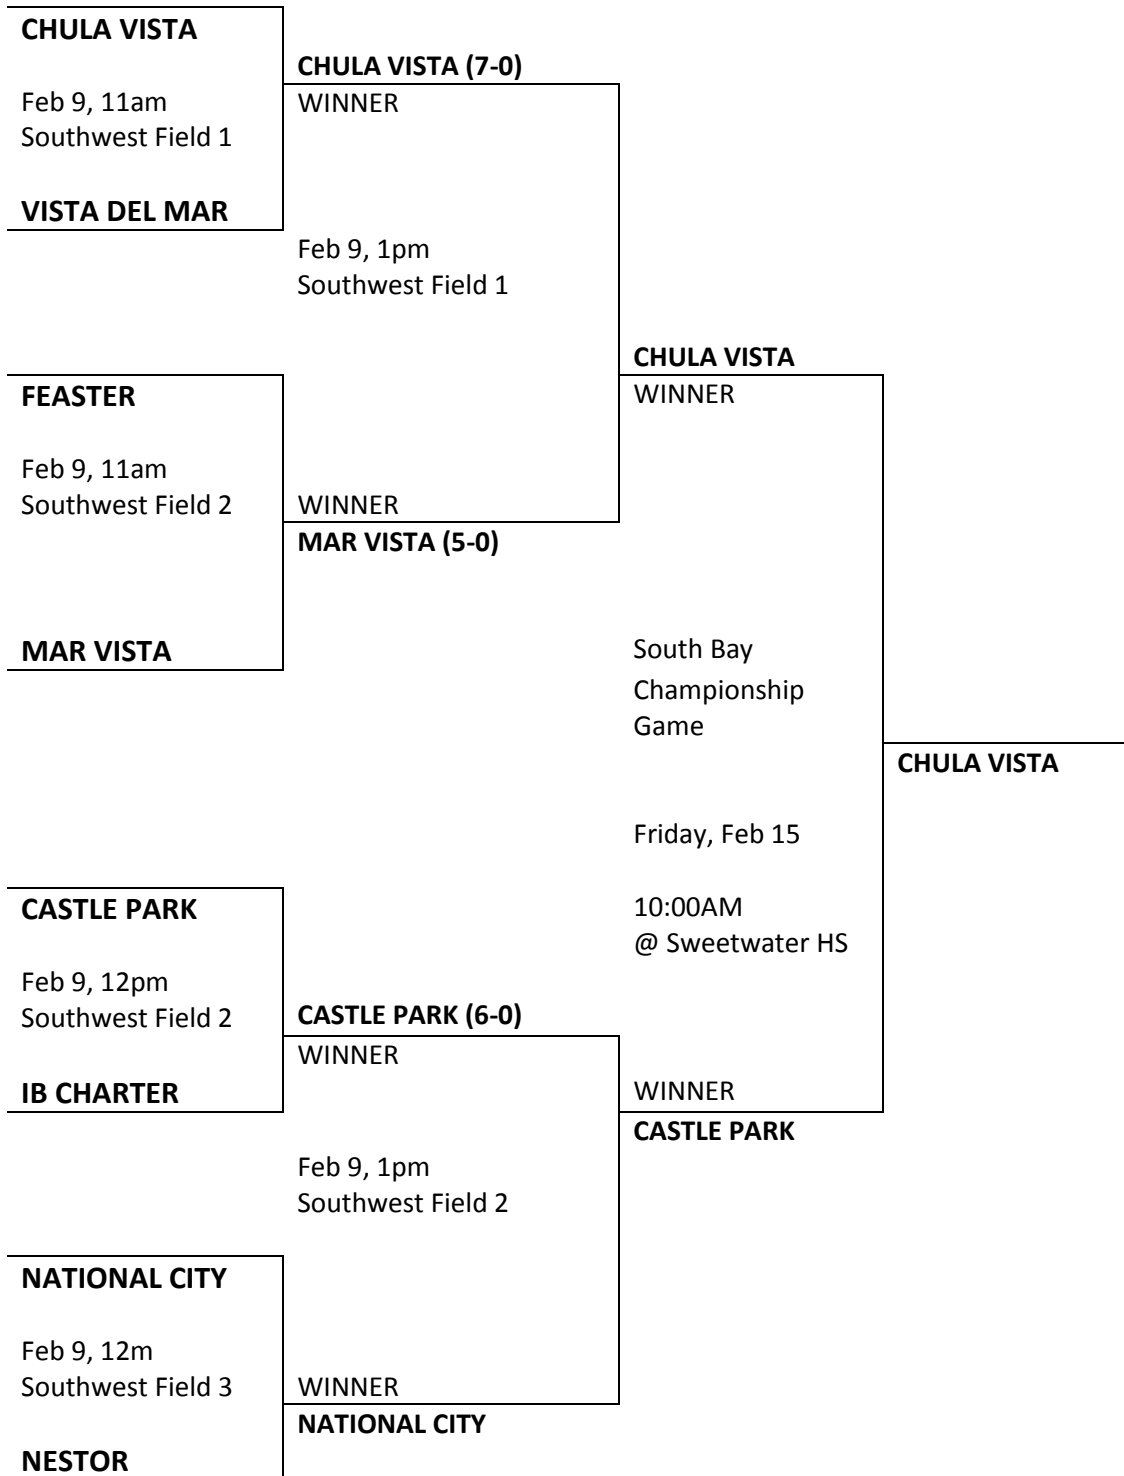 CHULA VISTA
CHULA VISTA (7-0)
Feb 9, 11am
WINNER
Southwest Field 1
VISTA DEL MAR
Feb 9, 1pm
Southwest Field 1
CHULA VISTA
FEASTER
WINNER
Feb 9, 11am
Southwest Field 2
WINNER
MAR VISTA (5-0)
MAR VISTA
South Bay
Championship
Game
CHULA VISTA
Friday, Feb 15
CASTLE PARK
10:00AM
@ Sweetwater HS
Feb 9, 12pm
Southwest Field 2
CASTLE PARK (6-0)
WINNER
IB CHARTER
WINNER
CASTLE PARK
Feb 9, 1pm
Southwest Field 2
NATIONAL CITY
Feb 9, 12m
Southwest Field 3
WINNER
NATIONAL CITY
NESTOR